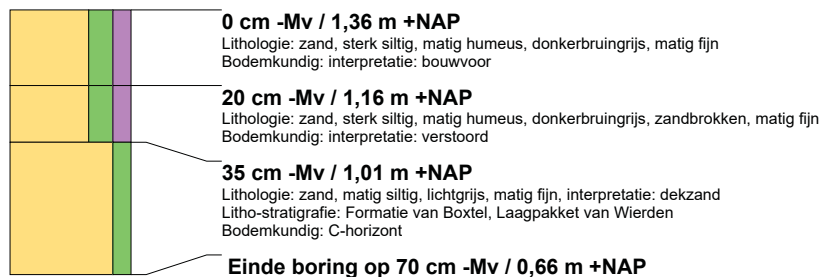 0 cm -Mv / 1,36 m +NAP
Lithologie: zand, sterk siltig, matig humeus, donkerbruingrijs, matig fijn
Bodemkundig: interpretatie: bouwvoor
20 cm -Mv / 1,16 m +NAP
Lithologie: zand, sterk siltig, matig humeus, donkerbruingrijs, zandbrokken, matig fijn
Bodemkundig: interpretatie: verstoord
35 cm -Mv / 1,01 m +NAP
Lithologie: zand, matig siltig, lichtgrijs, matig fijn, interpretatie: dekzand
Litho-stratigrafie: Formatie van Boxtel, Laagpakket van Wierden
Bodemkundig: C-horizont
Einde boring op 70 cm -Mv / 0,66 m +NAP